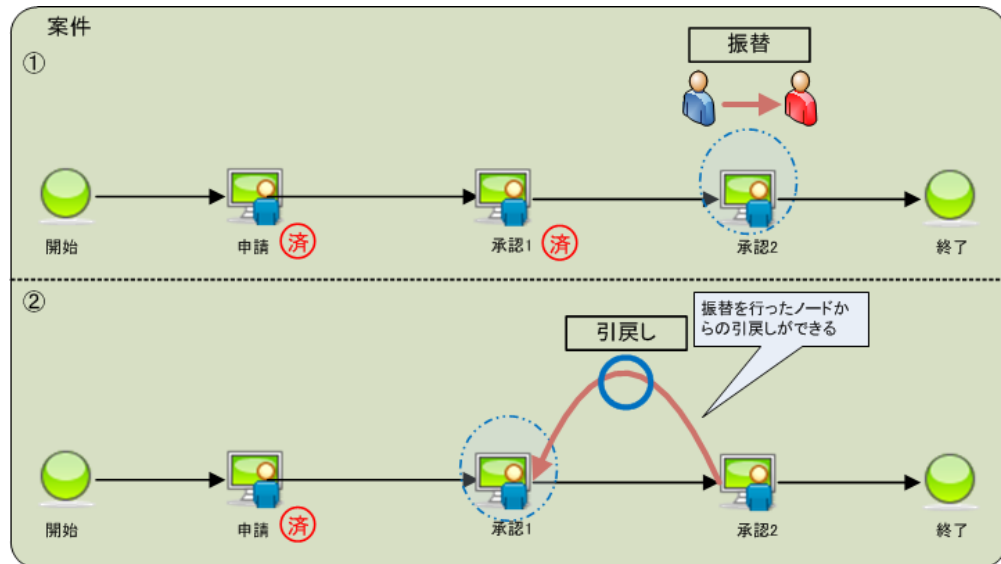 案件
①
振替
開始
申請
済
承認1
済
承認2
終了
②
引戻し
振替を行ったノードか
らの引戻しができる
開始
申請
済
承認1
承認2
終了